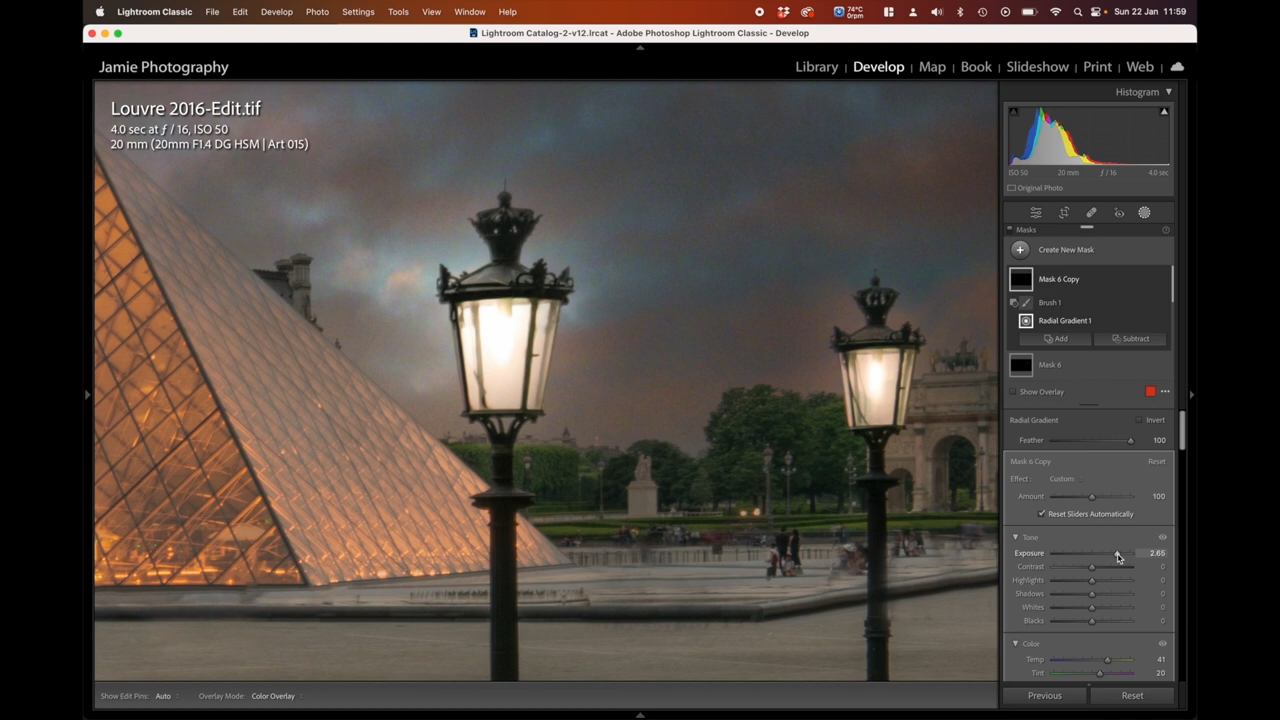 Lightroom Classic File Edit Develop Photo Settings Tools View Window Help 74°C 0rpm Sun 22 Jan 11:59
Lightroom Catalog-2-v12.lrcat - Adobe Photoshop Lightroom Classic - Develop
Jamie Photography Library | Develop | Map | Book | Slideshow | Print | Web
Histogram
Louvre 2016-Edit.tif
4.0 sec at ƒ / 16, ISO 50
20 mm (20mm F1.4 DG HSM | Art 015)
ISO 50 20 mm ƒ / 16 4.0 sec
Original Photo
Masks
Create New Mask
Mask 6 Copy
Brush 1
Radial Gradient 1
Add Subtract
Mask 6
Show Overlay
Radial Gradient Invert
Feather 100
Mask 6 Copy Reset
Effect : Custom
Amount 100
Reset Sliders Automatically
Tone
Exposure 2.65
Contrast 0
Highlights 0
Shadows 0
Whites 0
Blacks 0
Color
Temp 41
Tint 20
Show Edit Pins: Auto Overlay Mode: Color Overlay
Previous Reset